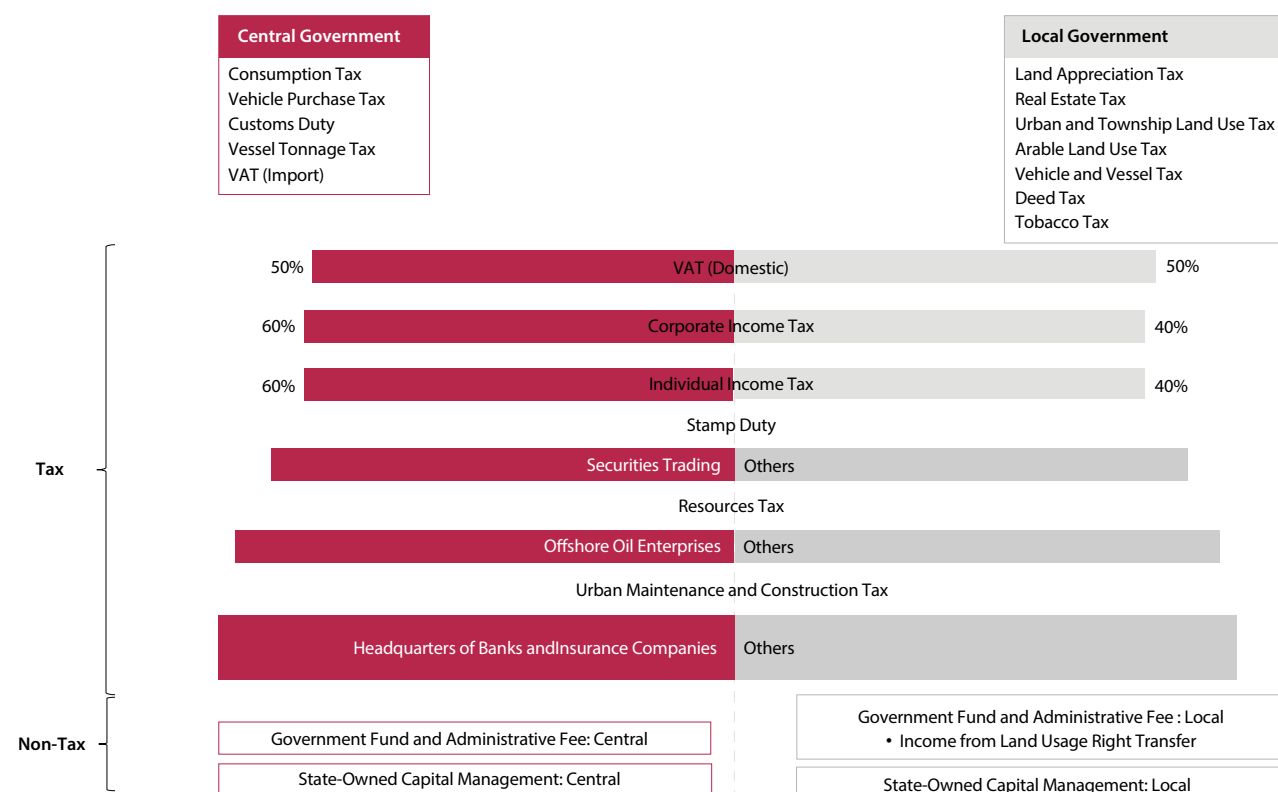 Central Government
Consumption Tax
Vehicle Purchase Tax
Customs Duty
Vessel Tonnage Tax
VAT (Import)
Local Government
Land Appreciation Tax
Real Estate Tax
Urban and Township Land Use Tax
Arable Land Use Tax
Vehicle and Vessel Tax
Deed Tax
Tobacco Tax
Tax
50% VAT (Domestic) 50%
60% Corporate Income Tax 40%
60% Individual Income Tax 40%
Stamp Duty
Securities Trading Others
Resources Tax
Offshore Oil Enterprises Others
Urban Maintenance and Construction Tax
Headquarters of Banks andInsurance Companies Others
Non-Tax
Government Fund and Administrative Fee: Central
State-Owned Capital Management: Central
Government Fund and Administrative Fee : Local
• Income from Land Usage Right Transfer
State-Owned Capital Management: Local